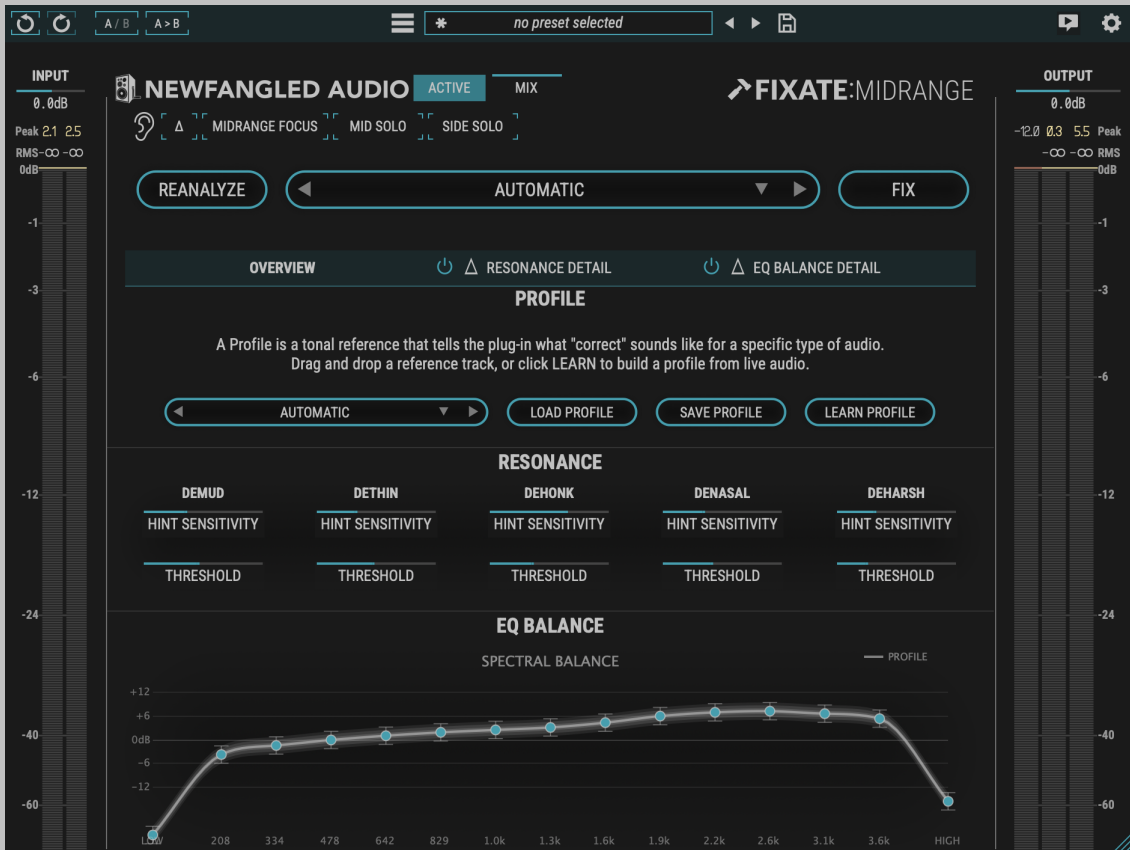 A / B
A > B
* no preset selected
INPUT
0.0dB
Peak 2.1 2.5
RMS -∞ -∞
0dB
-1
-3
-6
-12
-24
-40
-60
NEWFANGLED AUDIO
ACTIVE
MIX
FIXATE:MIDRANGE
Δ
MIDRANGE FOCUS
MID SOLO
SIDE SOLO
REANALYZE
AUTOMATIC
FIX
OVERVIEW
Δ RESONANCE DETAIL
Δ EQ BALANCE DETAIL
PROFILE
A Profile is a tonal reference that tells the plug-in what "correct" sounds like for a specific type of audio.
Drag and drop a reference track, or click LEARN to build a profile from live audio.
AUTOMATIC
LOAD PROFILE
SAVE PROFILE
LEARN PROFILE
RESONANCE
DEMUD
DETHIN
DEHONK
DENASAL
DEHARSH
HINT SENSITIVITY
HINT SENSITIVITY
HINT SENSITIVITY
HINT SENSITIVITY
HINT SENSITIVITY
THRESHOLD
THRESHOLD
THRESHOLD
THRESHOLD
THRESHOLD
EQ BALANCE
SPECTRAL BALANCE
PROFILE
+12
+6
0dB
-6
-12
LOW
208
334
478
642
829
1.0k
1.3k
1.6k
1.9k
2.2k
2.6k
3.1k
3.6k
HIGH
OUTPUT
0.0dB
-12.0 0.3 5.5 Peak
-∞ -∞ RMS
0dB
-1
-3
-6
-12
-24
-40
-60